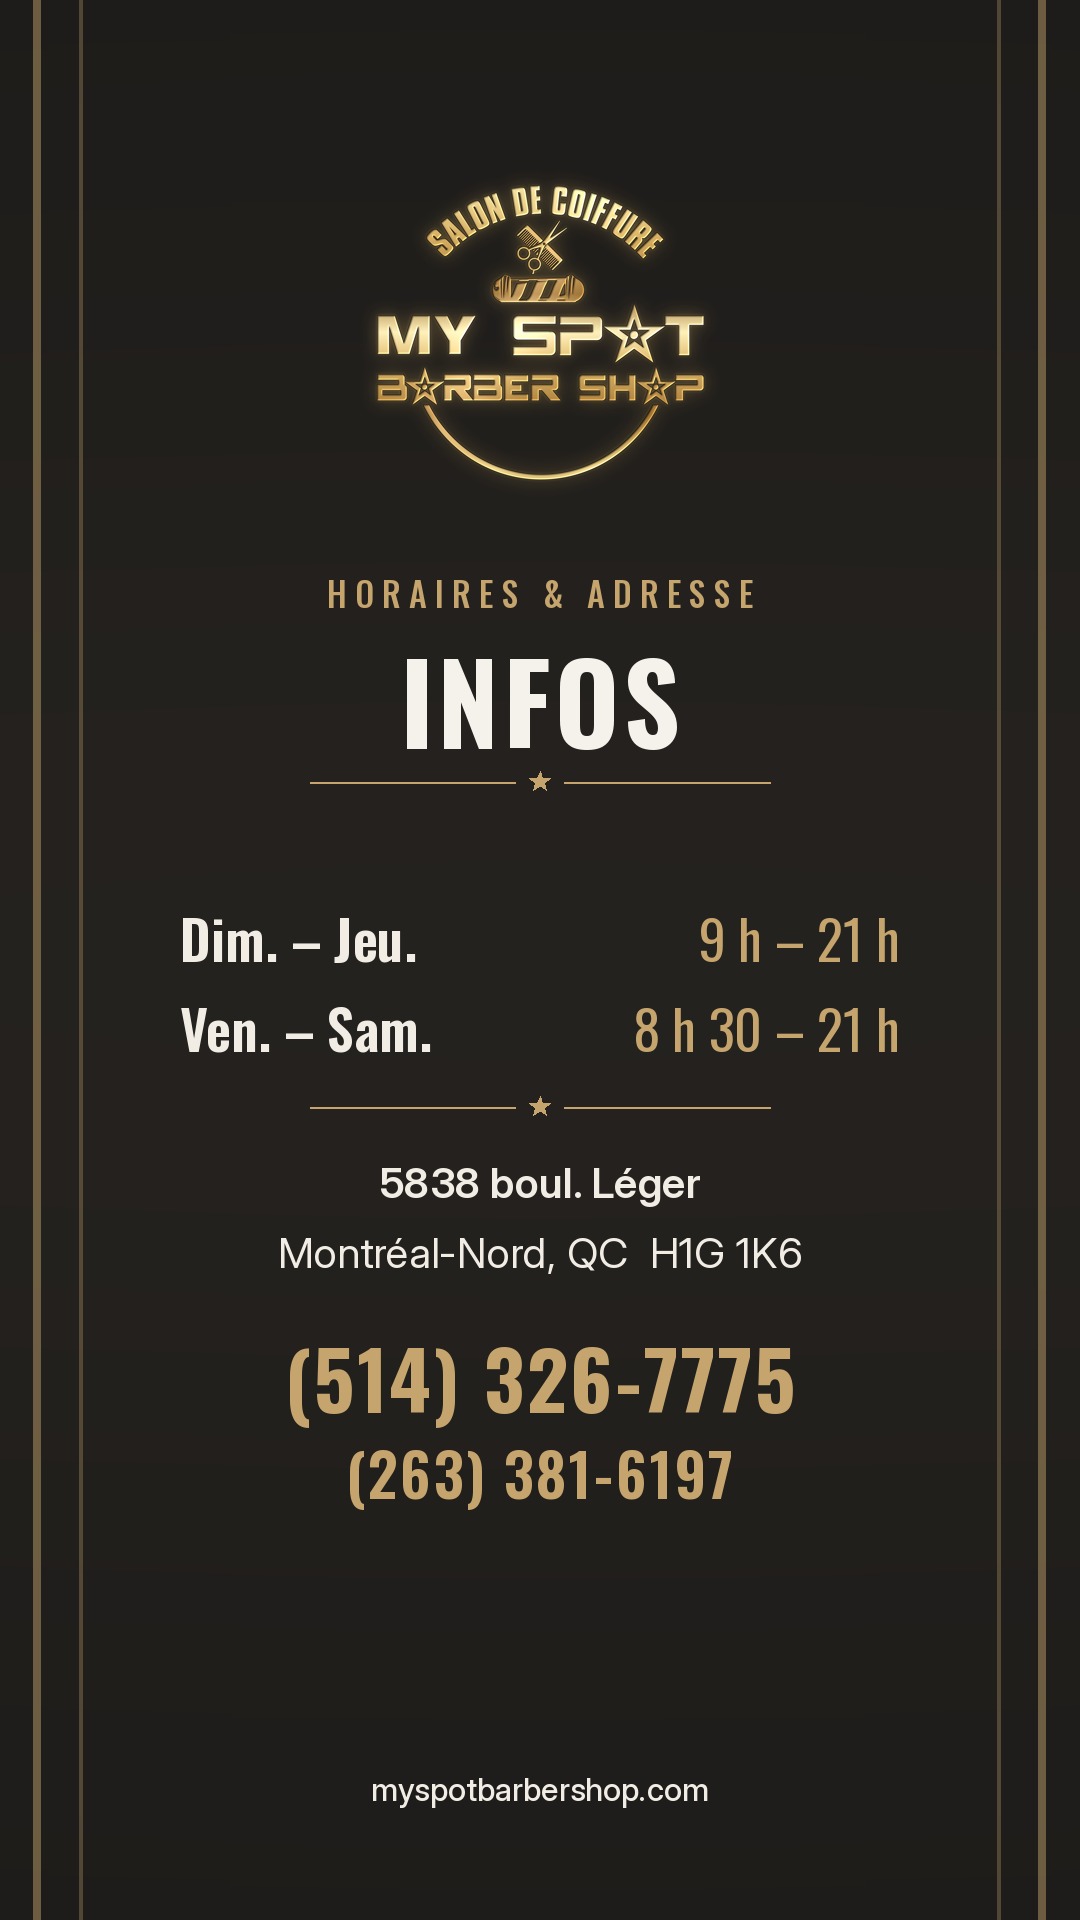 SALON DE COIFFURE
MY SPOT
BARBER SHOP
HORAIRES & ADRESSE
INFOS
Dim. – Jeu. 9 h – 21 h
Ven. – Sam. 8 h 30 – 21 h
5838 boul. Léger
Montréal-Nord, QC H1G 1K6
(514) 326-7775
(263) 381-6197
myspotbarbershop.com